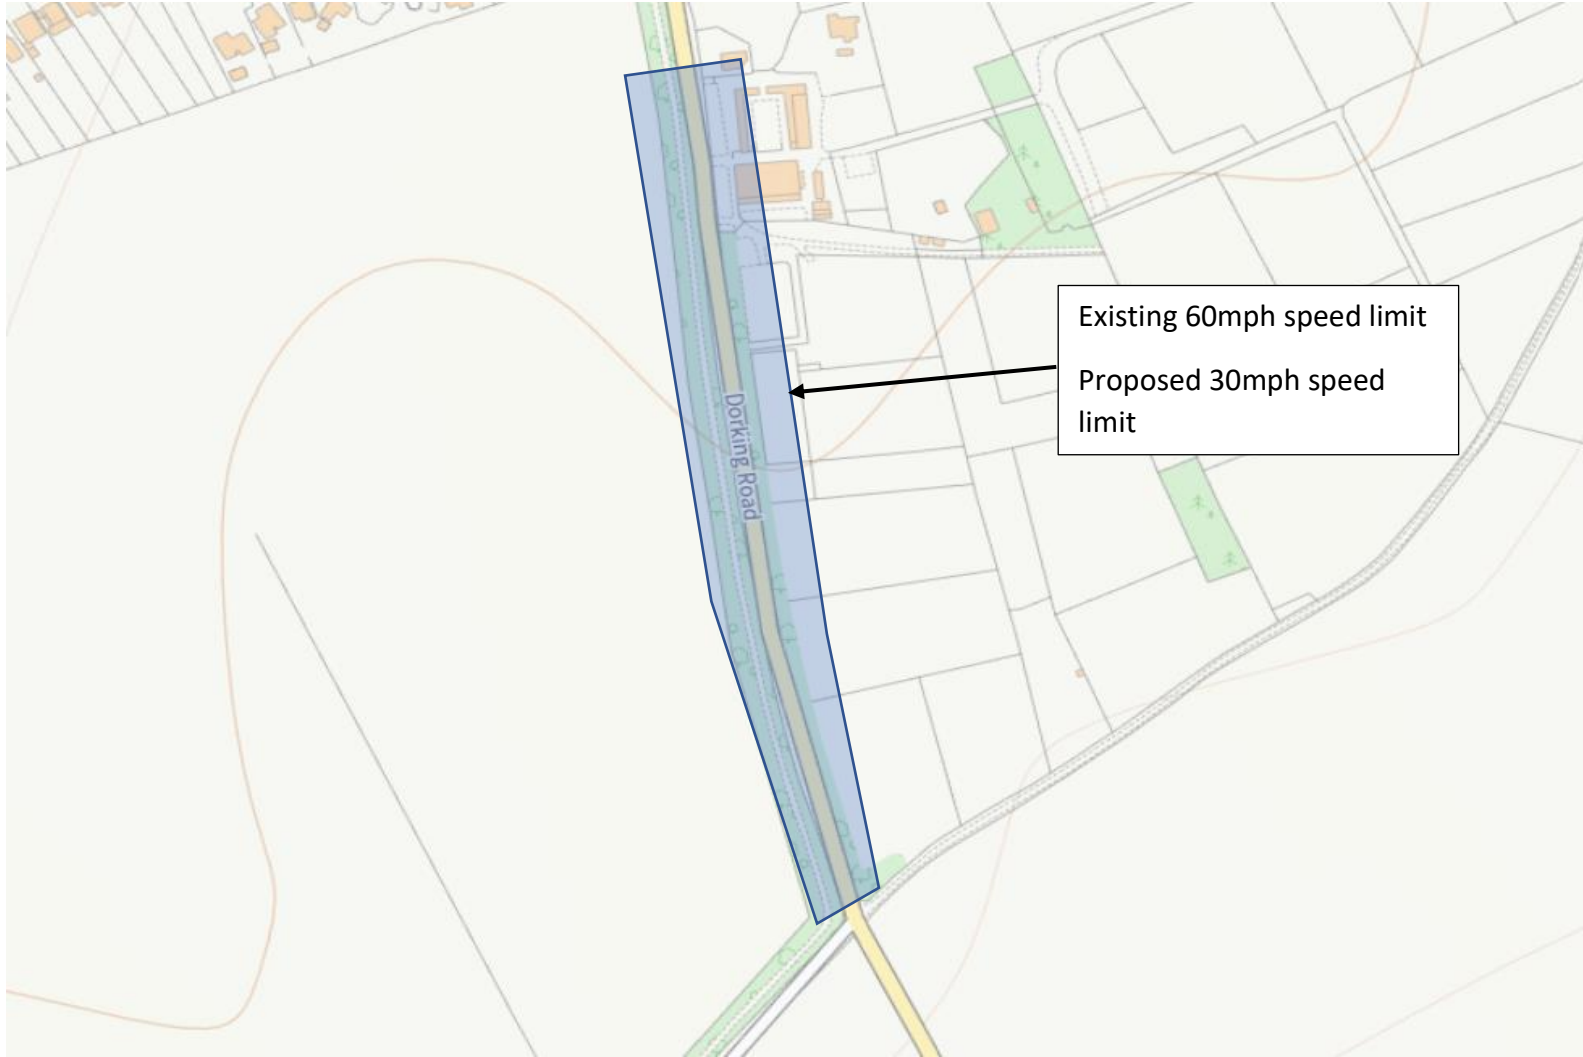 Existing 60mph speed limit
Proposed 30mph speed
limit
Dorking Road